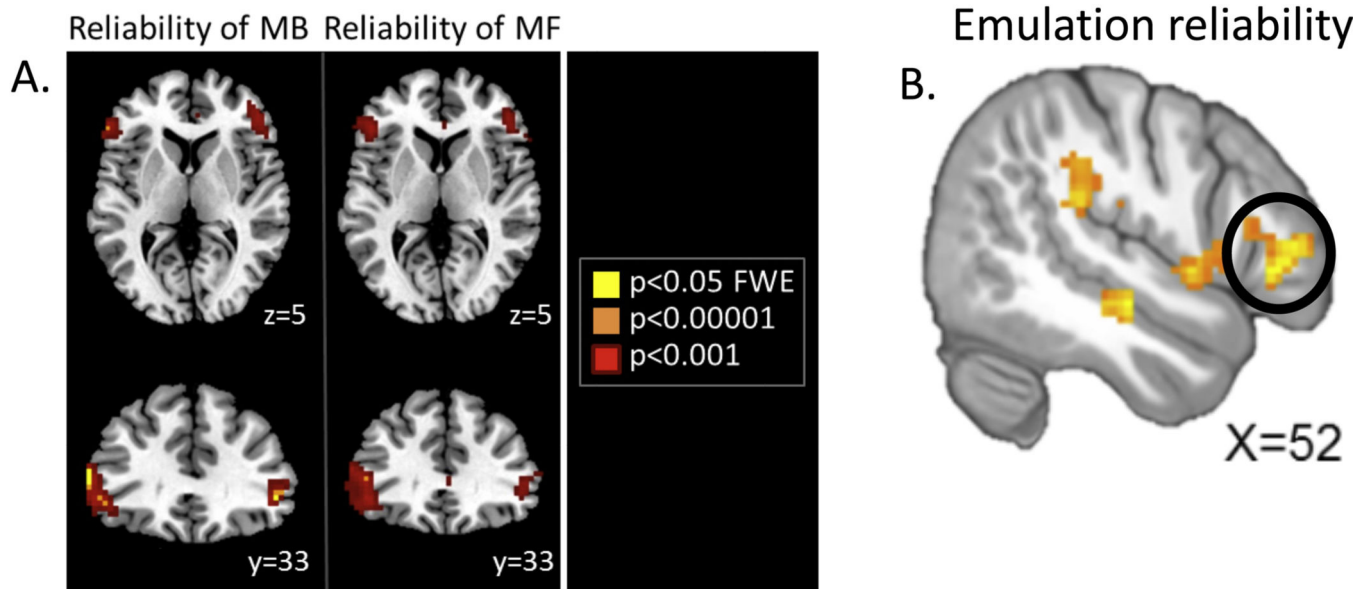 Reliability of MB
Reliability of MF
A.
z=5
z=5
y=33
y=33
p<0.05 FWE
p<0.00001
p<0.001
Emulation reliability
B.
X=52